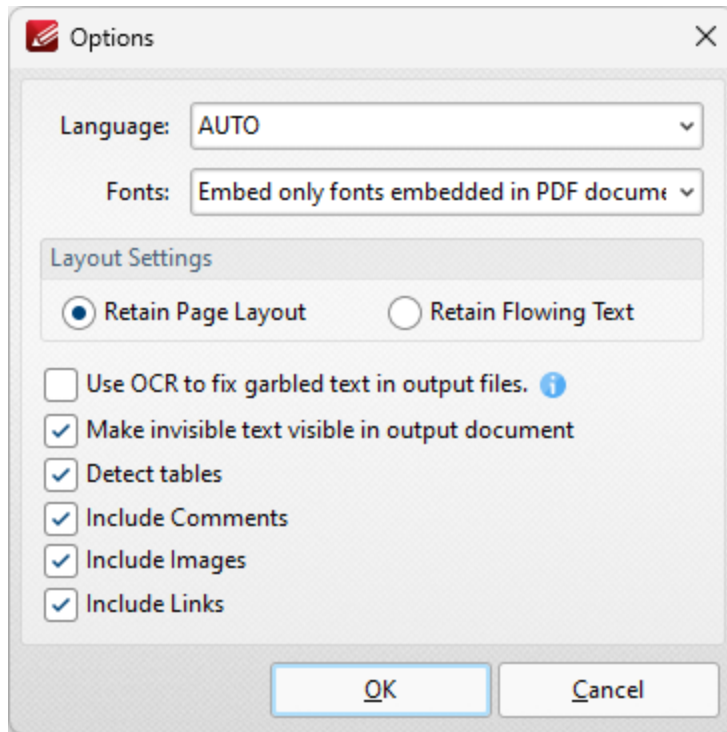 Options
Language: AUTO
Fonts: Embed only fonts embedded in PDF docume
Layout Settings
Retain Page Layout Retain Flowing Text
Use OCR to fix garbled text in output files.
Make invisible text visible in output document
Detect tables
Include Comments
Include Images
Include Links
OK Cancel